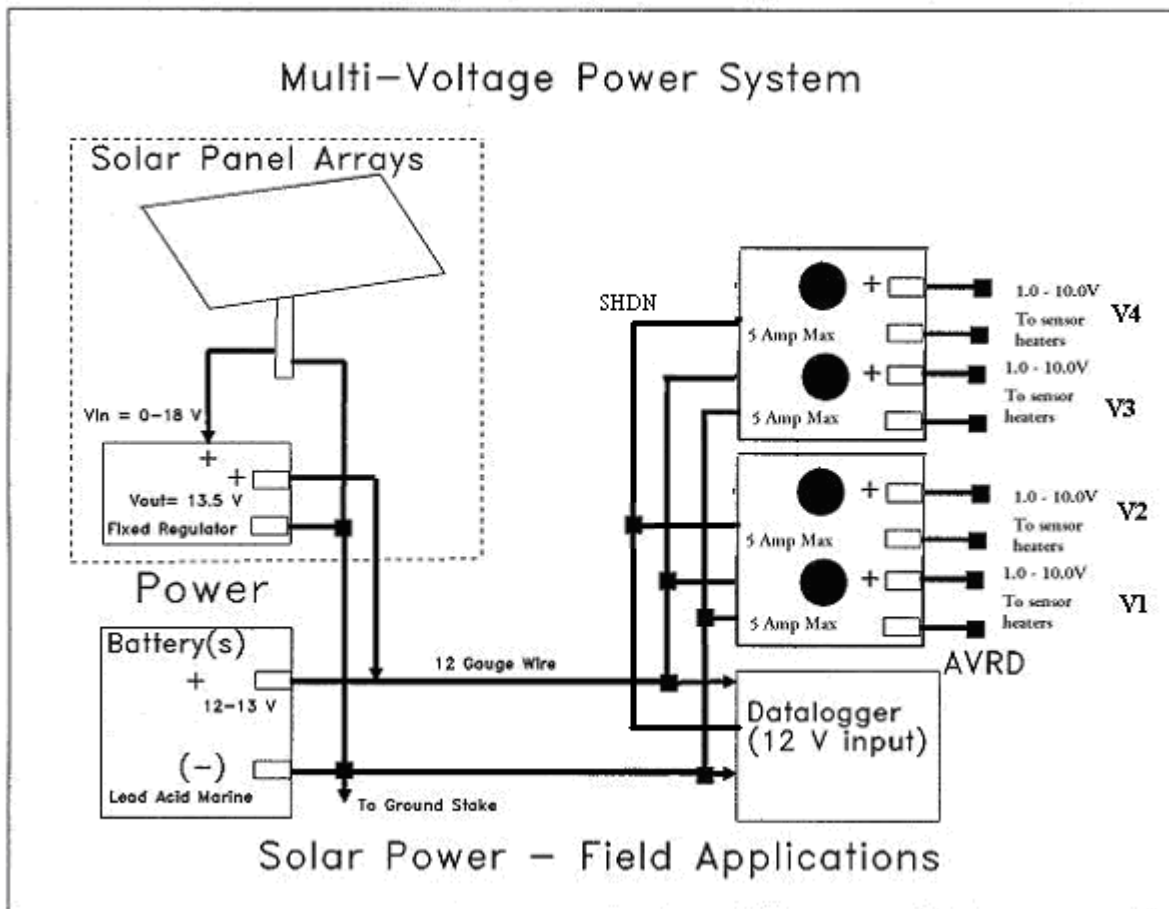 Multi-Voltage Power System
Solar Panel Arrays
VIn = 0-18 V
+
+
Vout= 13.5 V
Fixed Regulator
Power
Battery(s)
+
12-13 V
(-)
Lead Acid Marine
12 Gauge Wire
To Ground Stake
SHDN
+
1.0 - 10.0V
V4
5 Amp Max
To sensor
heaters
+
1.0 - 10.0V
5 Amp Max
To sensor
heaters
V3
+
1.0 - 10.0V
V2
5 Amp Max
To sensor
heaters
+
1.0 - 10.0V
5 Amp Max
To sensor
heaters
V1
AVRD
Datalogger
(12 V input)
Solar Power - Field Applications